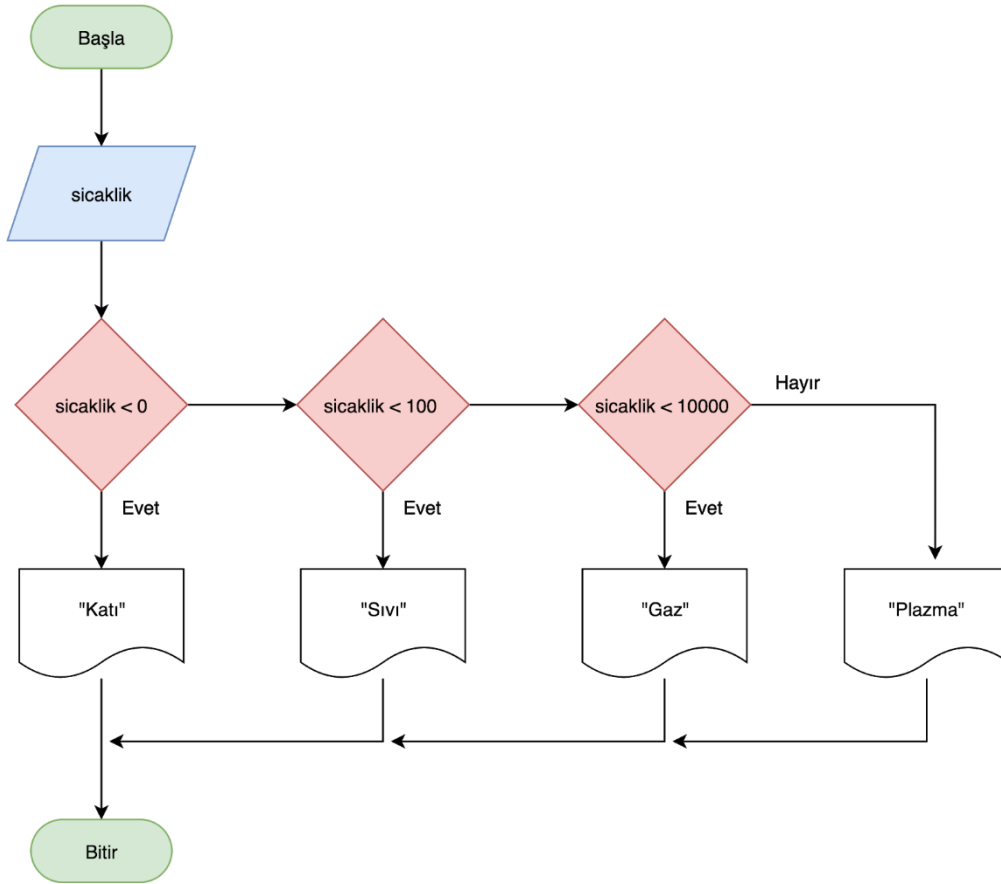 Başla
sicaklik
sicaklik < 0
sicaklik < 100
sicaklik < 10000
Hayır
Evet
Evet
Evet
"Katı"
"Sıvı"
"Gaz"
"Plazma"
Bitir